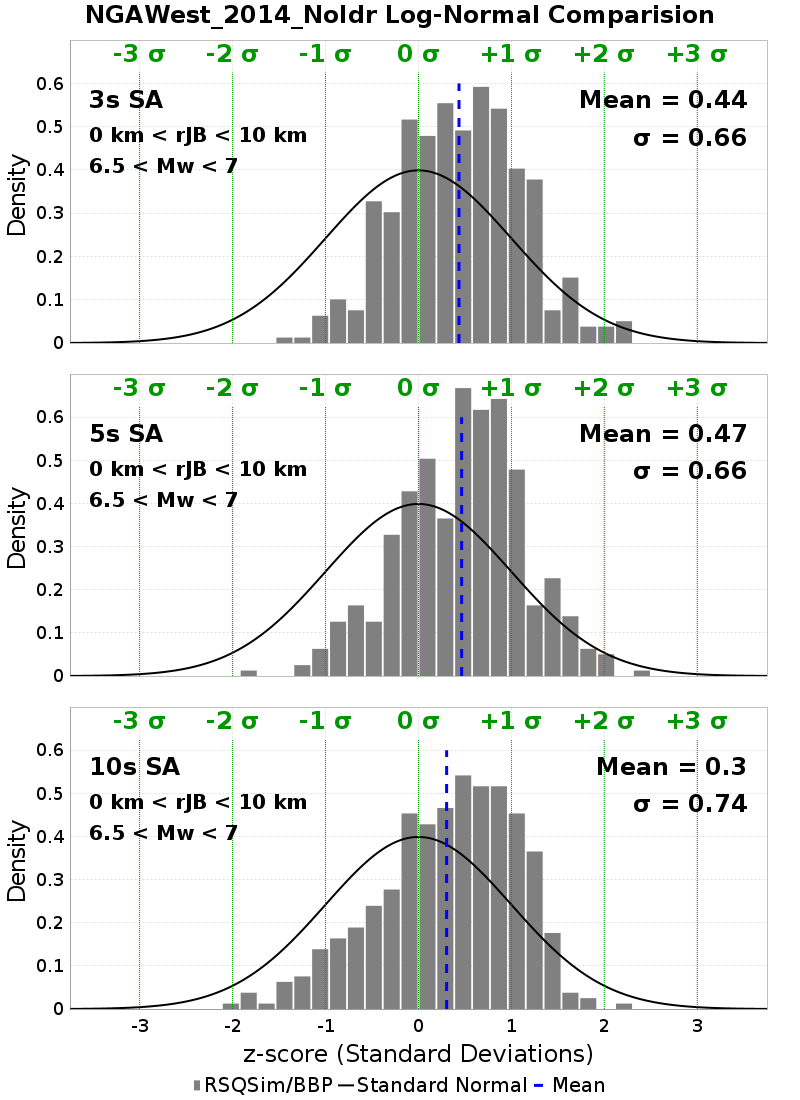 NGAWest_2014_NoIdr Log-Normal Comparision
-3 σ -2 σ -1 σ 0 σ +1 σ +2 σ +3 σ
3s SA
Mean = 0.44
0 km < rJB < 10 km
σ = 0.66
6.5 < Mw < 7
Density
0.6
0.5
0.4
0.3
0.2
0.1
0
-3 σ -2 σ -1 σ 0 σ +1 σ +2 σ +3 σ
5s SA
Mean = 0.47
0 km < rJB < 10 km
σ = 0.66
6.5 < Mw < 7
Density
0.6
0.5
0.4
0.3
0.2
0.1
0
-3 σ -2 σ -1 σ 0 σ +1 σ +2 σ +3 σ
10s SA
Mean = 0.3
0 km < rJB < 10 km
σ = 0.74
6.5 < Mw < 7
Density
0.6
0.5
0.4
0.3
0.2
0.1
0
-3 -2 -1 0 1 2 3
z-score (Standard Deviations)
RSQSim/BBP Standard Normal Mean